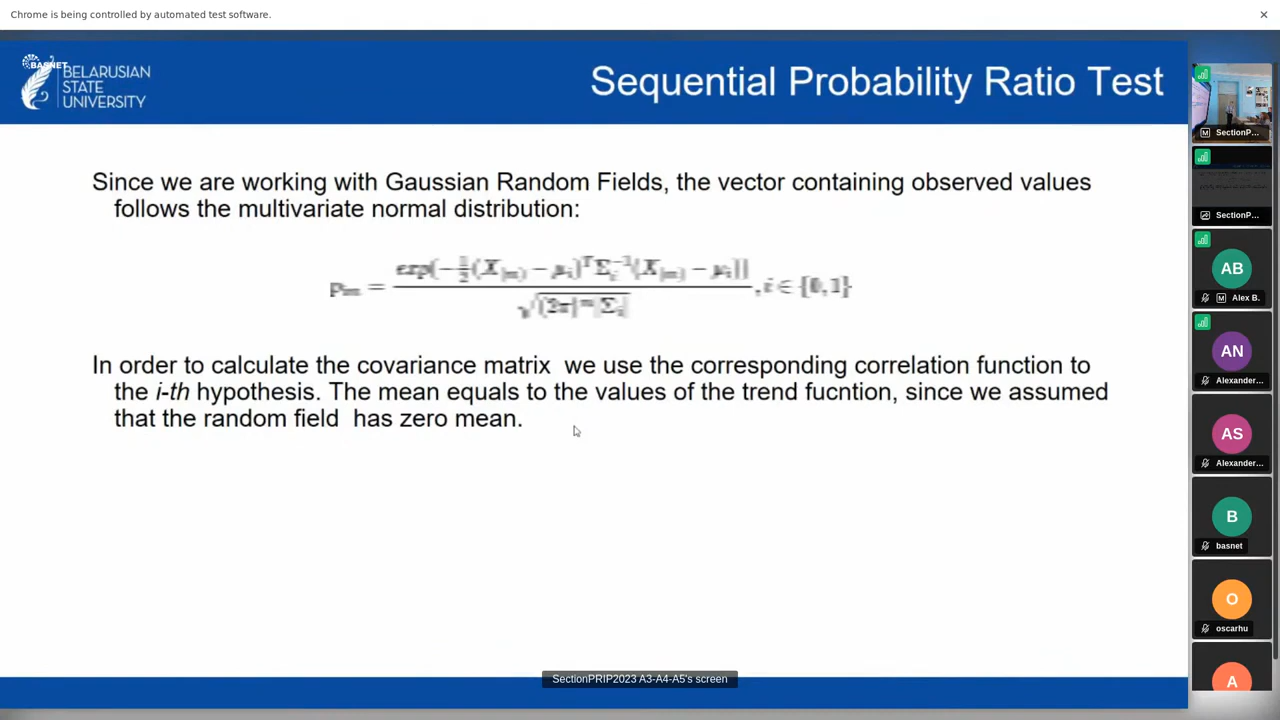 Chrome is being controlled by automated test software.
BASNET
BELARUSIAN
STATE
UNIVERSITY
Sequential Probability Ratio Test
Since we are working with Gaussian Random Fields, the vector containing observed values
follows the multivariate normal distribution:
In order to calculate the covariance matrix we use the corresponding correlation function to
the i-th hypothesis. The mean equals to the values of the trend fucntion, since we assumed
that the random field has zero mean.
SectionPRIP2023 A3-A4-A5's screen
SectionP...
SectionP...
AB
Alex B.
AN
Alexander...
AS
Alexander...
B
basnet
O
oscarhu
A